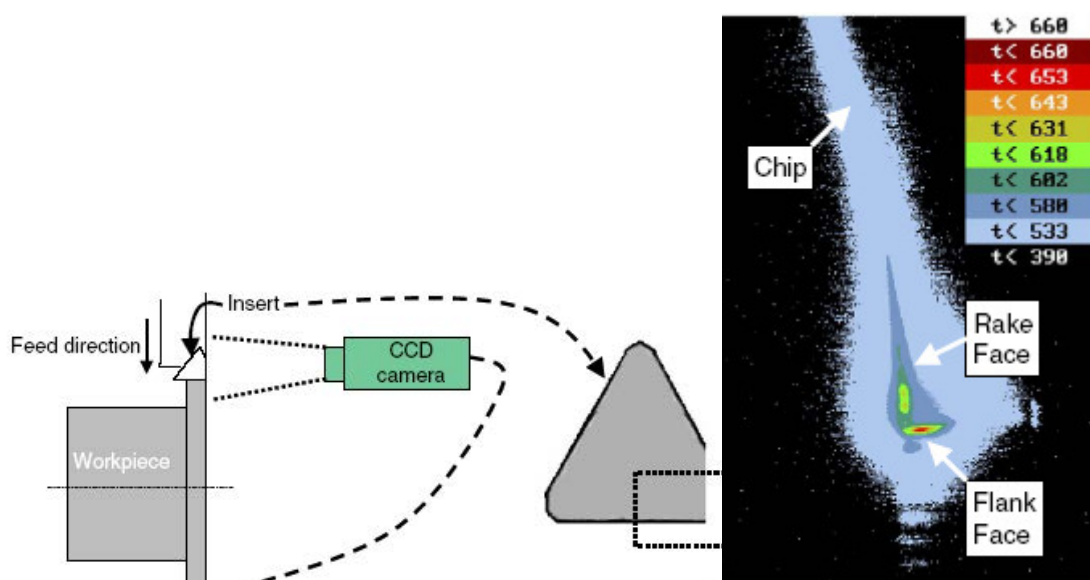 t> 660
t< 660
t< 653
t< 643
t< 631
t< 618
t< 602
t< 580
t< 533
t< 390
Chip
Rake
Face
Flank
Face
Insert
Feed direction
CCD
camera
Workpiece